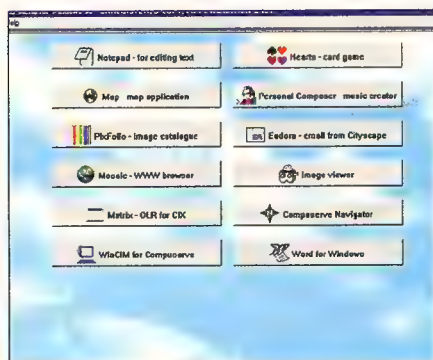 Notepad - for editing text
Hearts - card game
Map - map application
Personal Composer - music creator
PixFolio - image catalogue
Eudora - email from Cityscape
Mosaic - WWW browser
Image viewer
Matrix - OLR for CIX
Compuserve Navigator
WinCIM for Compuserve
Word for Windows